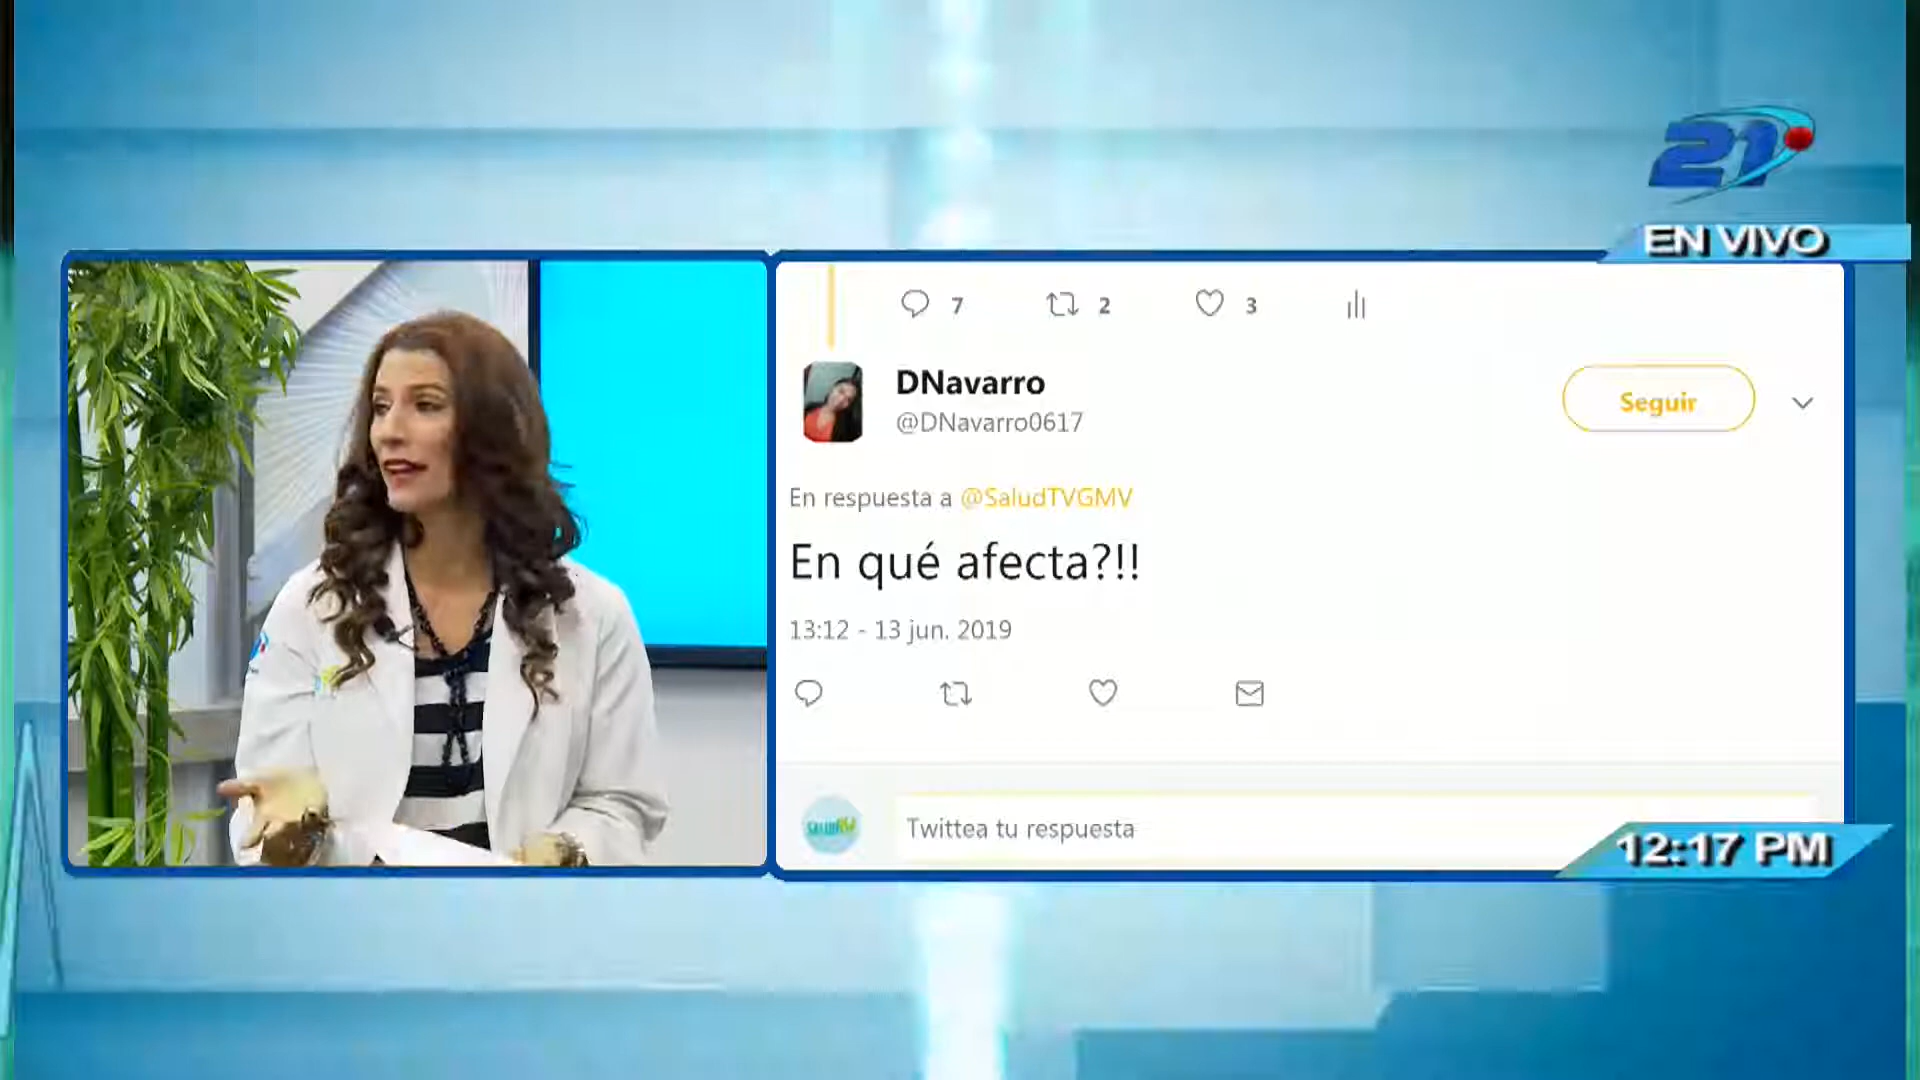 21
EN VIVO
7 2 3
DNavarro
@DNavarro0617
Seguir
En respuesta a @SaludTVGMV
En qué afecta?!!
13:12 - 13 jun. 2019
Twittea tu respuesta
12:17 PM